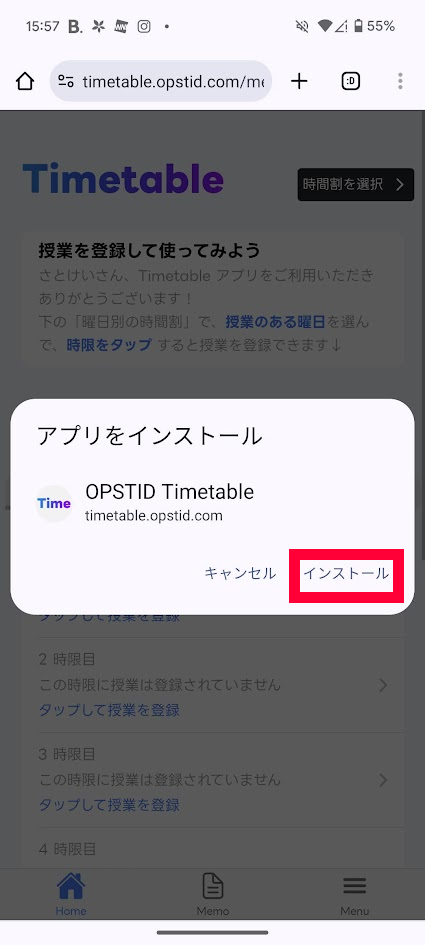 15:57 B.
55%
timetable.opstid.com/me
:D
Timetable
時間割を選択
授業を登録して使ってみよう
さとけいさん、Timetable アプリをご利用いただき
ありがとうございます！
下の「曜日別の時間割」で、授業のある曜日を選ん
で、時限をタップ すると授業を登録できます↓
アプリをインストール
Time
OPSTID Timetable
timetable.opstid.com
キャンセル
インストール
タップして授業を登録
2 時限目
この時限に授業は登録されていません
タップして授業を登録
3 時限目
この時限に授業は登録されていません
タップして授業を登録
4 時限目
Home
Memo
Menu